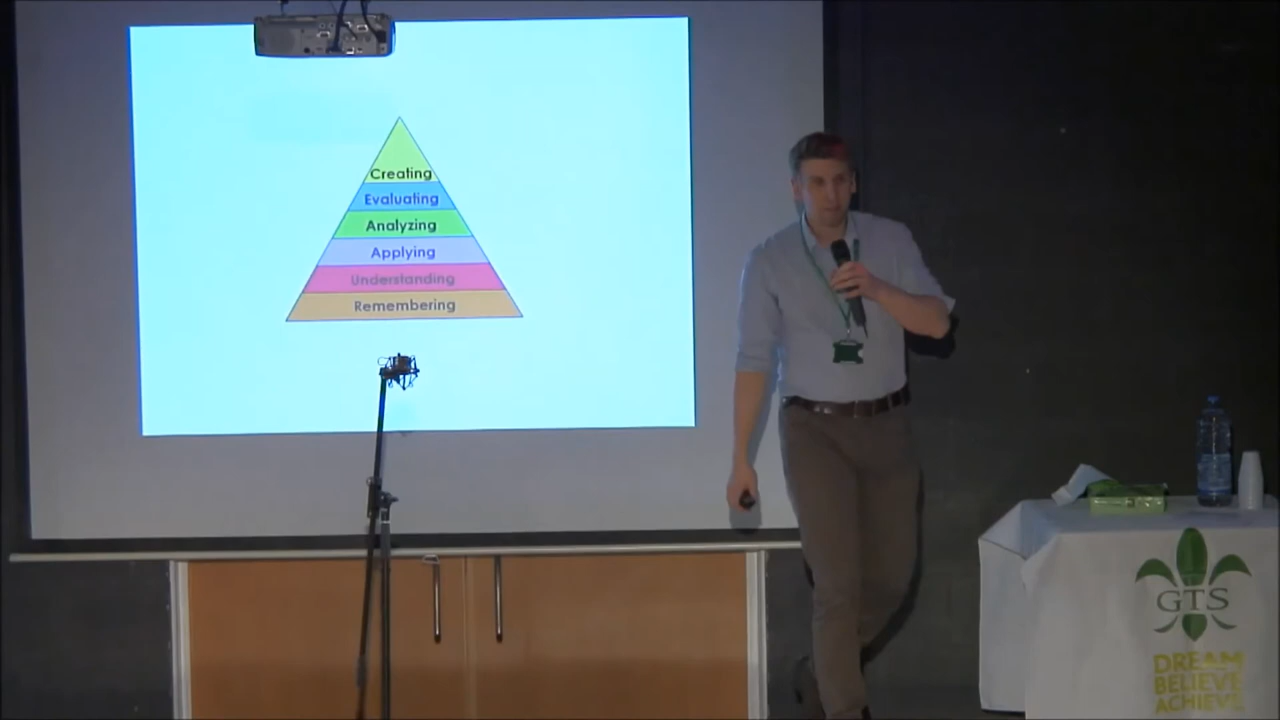 Creating
Evaluating
Analyzing
Applying
Understanding
Remembering
GTS
DREAM
BELIEVE
ACHIEVE